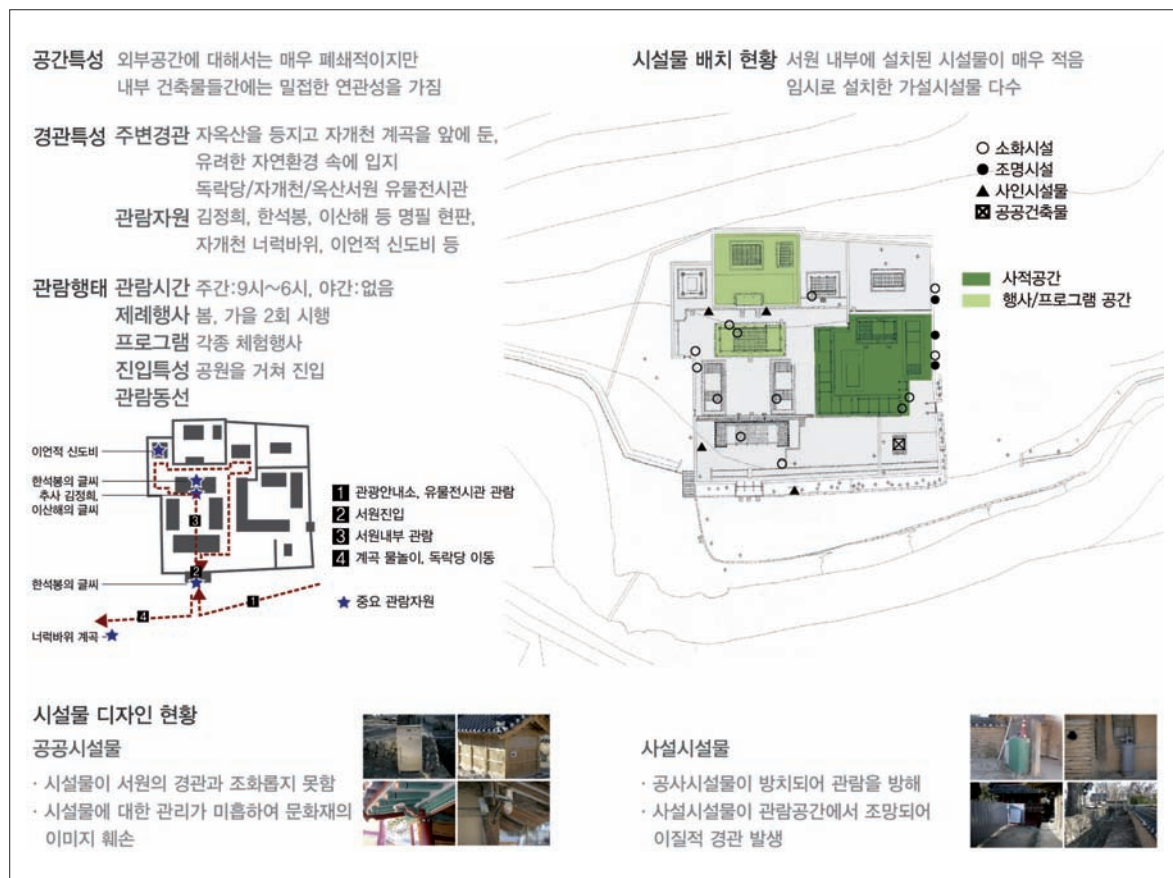 공간특성 외부공간에 대해서는 매우 폐쇄적이지만
내부 건축물들간에는 밀접한 연관성을 가짐
경관특성 주변경관 자옥산을 등지고 자개천 계곡을 앞에 둔,
유려한 자연환경 속에 입지
독락당/자개천/옥산서원 유물전시관
관람자원 김정희, 한석봉, 이산해 등 명필 현판,
자개천 너럭바위, 이언적 신도비 등
관람행태 관람시간 주간:9시~6시, 야간:없음
제례행사 봄, 가을 2회 시행
프로그램 각종 체험행사
진입특성 공원을 거쳐 진입
관람동선
이언적 신도비
한석봉의 글씨
추사 김정희,
이산해의 글씨
한석봉의 글씨
너럭바위 계곡
3
2
1
4
1 관광안내소, 유물전시관 관람
2 서원진입
3 서원내부 관람
4 계곡 물놀이, 독락당 이동
중요 관람자원
시설물 배치 현황 서원 내부에 설치된 시설물이 매우 적음
임시로 설치한 가설시설물 다수
소화시설
조명시설
사인시설물
공공건축물
사적공간
행사/프로그램 공간
시설물 디자인 현황
공공시설물
· 시설물이 서원의 경관과 조화롭지 못함
· 시설물에 대한 관리가 미흡하여 문화재의
이미지 훼손
사설시설물
· 공사시설물이 방치되어 관람을 방해
· 사설시설물이 관람공간에서 조망되어
이질적 경관 발생